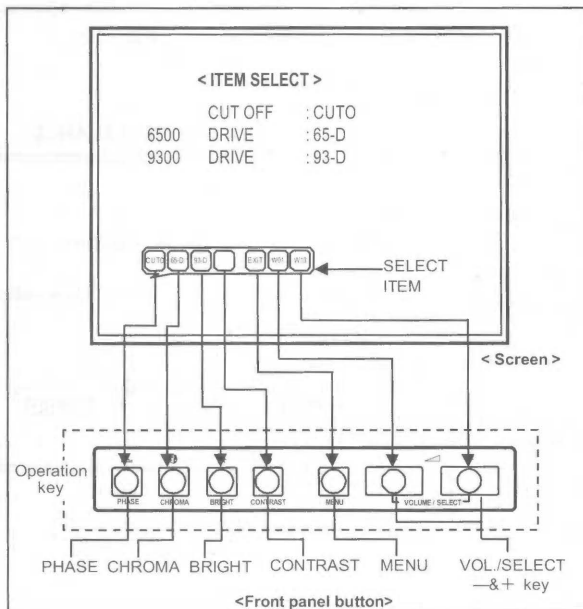 < ITEM SELECT >
CUT OFF : CUTO
6500 DRIVE : 65-D
9300 DRIVE : 93-D
CUTO 65-D 93-D EXIT
SELECT
ITEM
< Screen >
Operation
key
PHASE CHROMA BRIGHT CONTRAST MENU VOLUME / SELECT
PHASE CHROMA BRIGHT CONTRAST MENU VOL./SELECT
—&+ key
<Front panel button>